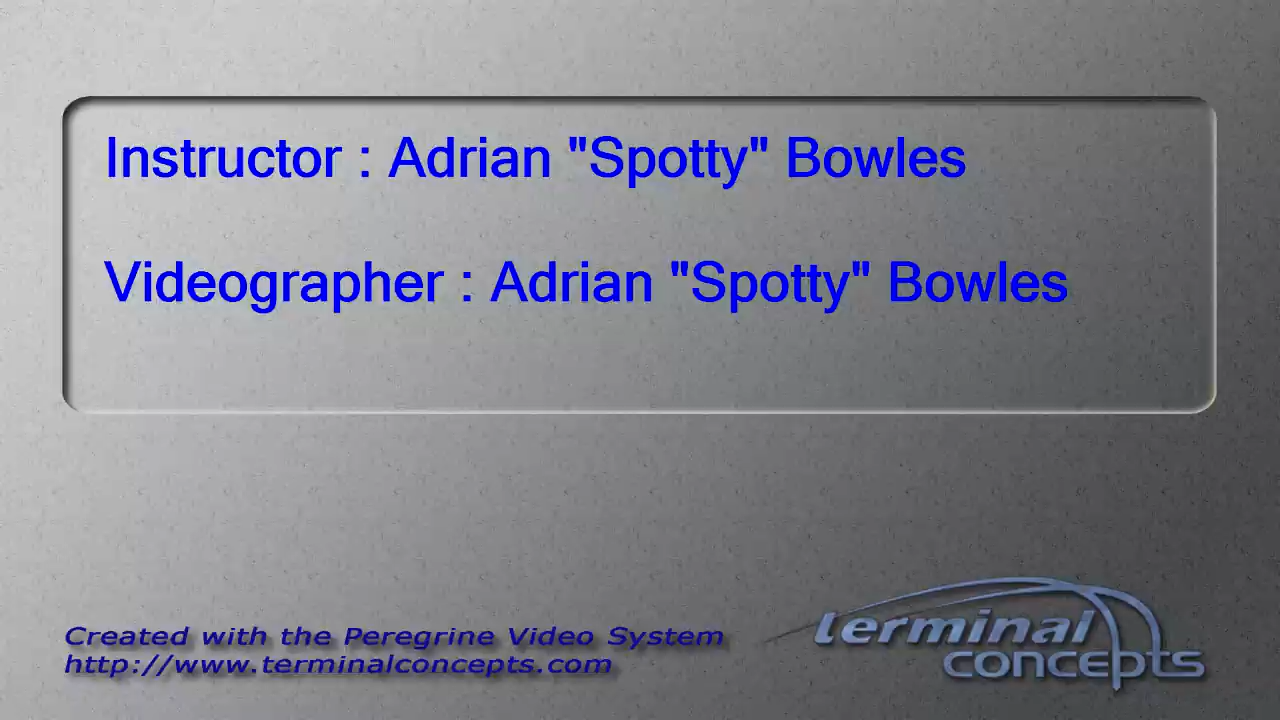 Instructor : Adrian "Spotty" Bowles
Videographer : Adrian "Spotty" Bowles
Created with the Peregrine Video System
http://www.terminalconcepts.com
terminal
concepts